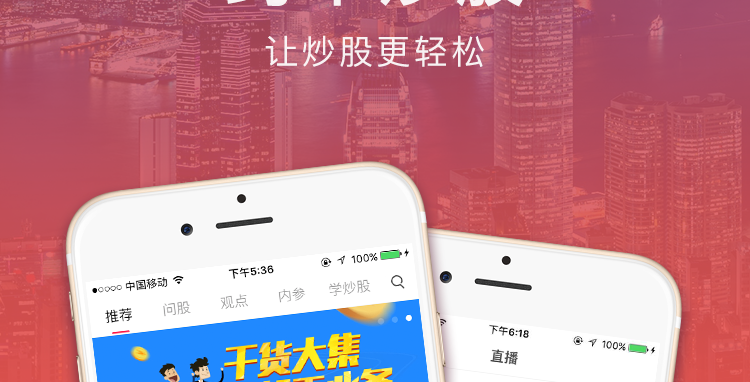 让炒股更轻松
中国移动 下午5:36 100%
推荐 问股 观点 内参 学炒股
干货大集
下午6:18 100%
直播